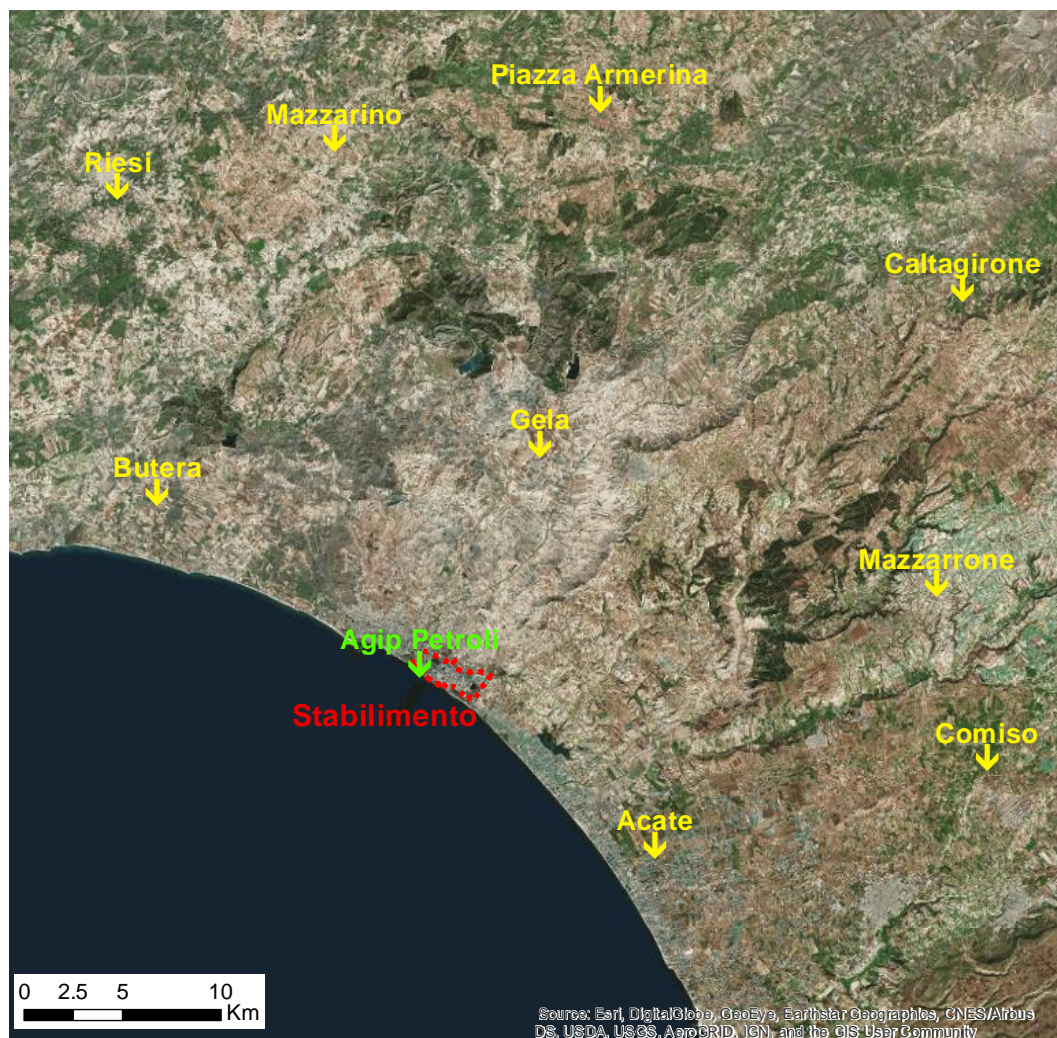 Piazza Armerina
Mazzarino
Riesi
Caltagirone
Gela
Butera
Mazzarrone
Agip Petroli
Stabilimento
Comiso
Acate
0 2.5 5 10
Km
Source: Esri, DigitalGlobe, GeoEye, Earthstar Geographics, CNES/Airbus
DS, USDA, USGS, AeroGRID, IGN, and the GIS User Community